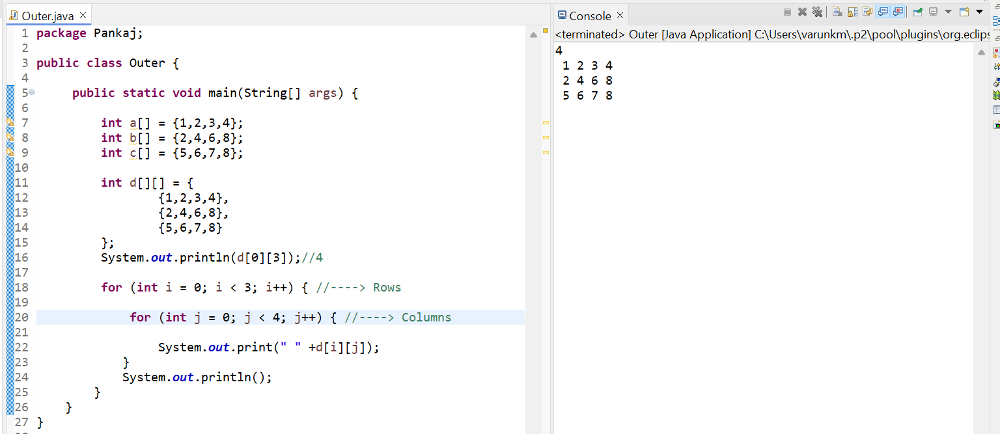 Outer.java
1 package Pankaj;
2
3 public class Outer {
4
5 public static void main(String[] args) {
6
7 int a[] = {1,2,3,4};
8 int b[] = {2,4,6,8};
9 int c[] = {5,6,7,8};
10
11 int d[][] = {
12 {1,2,3,4},
13 {2,4,6,8},
14 {5,6,7,8}
15 };
16 System.out.println(d[0][3]);//4
17
18 for (int i = 0; i < 3; i++) { //----> Rows
19
20 for (int j = 0; j < 4; j++) { //----> Columns
21
22 System.out.print(" " +d[i][j]);
23 }
24 System.out.println();
25 }
26 }
27 }
Console
<terminated> Outer [Java Application] C:\Users\varunkm\.p2\pool\plugins\org.eclips
4
1 2 3 4
2 4 6 8
5 6 7 8